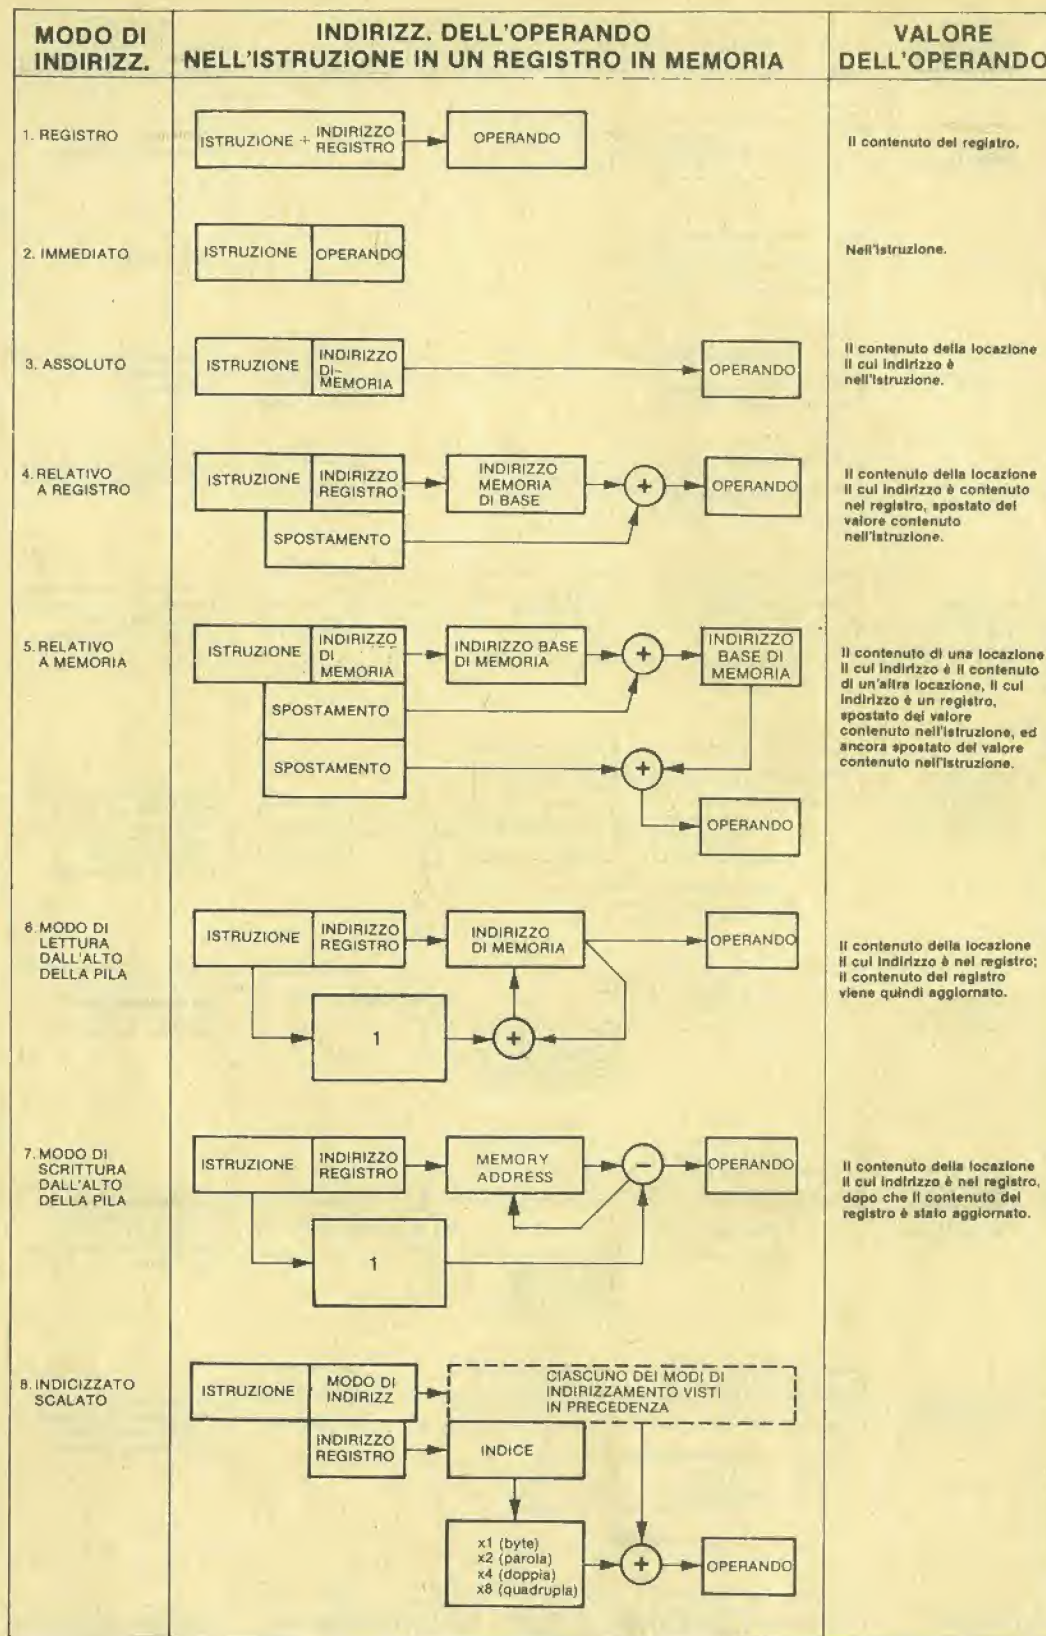 MODO DI
INDIRIZZ.
INDIRIZZ. DELL'OPERANDO
NELL'ISTRUZIONE IN UN REGISTRO IN MEMORIA
VALORE
DELL'OPERANDO
1. REGISTRO
ISTRUZIONE + INDIRIZZO
REGISTRO
OPERANDO
Il contenuto del registro.
2. IMMEDIATO
ISTRUZIONE
OPERANDO
Nell'istruzione.
3. ASSOLUTO
ISTRUZIONE
INDIRIZZO
DI-
MEMORIA
OPERANDO
Il contenuto della locazione
il cui indirizzo è
nell'istruzione.
4. RELATIVO
A REGISTRO
ISTRUZIONE
INDIRIZZO
REGISTRO
INDIRIZZO
MEMORIA
DI BASE
+
OPERANDO
SPOSTAMENTO
Il contenuto della locazione
il cui indirizzo è contenuto
nel registro, spostato del
valore contenuto
nell'istruzione.
5. RELATIVO
A MEMORIA
ISTRUZIONE
INDIRIZZO
DI
MEMORIA
INDIRIZZO BASE
DI MEMORIA
+
INDIRIZZO
BASE DI
MEMORIA
SPOSTAMENTO
SPOSTAMENTO
+
OPERANDO
Il contenuto di una locazione
il cui indirizzo è il contenuto
di un'altra locazione, il cui
indirizzo è un registro,
spostato del valore
contenuto nell'istruzione, ed
ancora spostato del valore
contenuto nell'istruzione.
6. MODO DI
LETTURA
DALL'ALTO
DELLA PILA
ISTRUZIONE
INDIRIZZO
REGISTRO
INDIRIZZO
DI MEMORIA
OPERANDO
1
+
Il contenuto della locazione
il cui indirizzo è nel registro;
il contenuto del registro
viene quindi aggiornato.
7. MODO DI
SCRITTURA
DALL'ALTO
DELLA PILA
ISTRUZIONE
INDIRIZZO
REGISTRO
MEMORY
ADDRESS
−
OPERANDO
1
Il contenuto della locazione
il cui indirizzo è nel registro,
dopo che il contenuto del
registro è stato aggiornato.
8. INDICIZZATO
SCALATO
ISTRUZIONE
MODO DI
INDIRIZZ
CIASCUNO DEI MODI DI
INDIRIZZAMENTO VISTI
IN PRECEDENZA
INDIRIZZO
REGISTRO
INDICE
x1 (byte)
x2 (parola)
x4 (doppia)
x8 (quadrupla)
+
OPERANDO